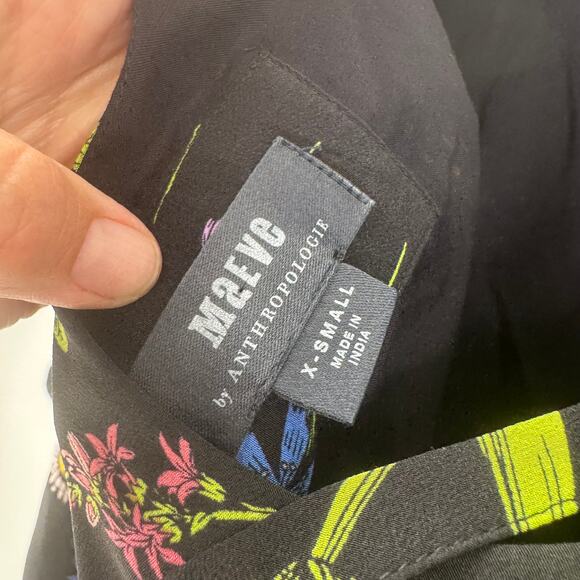 Maeve
by ANTHROPOLOGIE
X-SMALL
MADE IN
INDIA